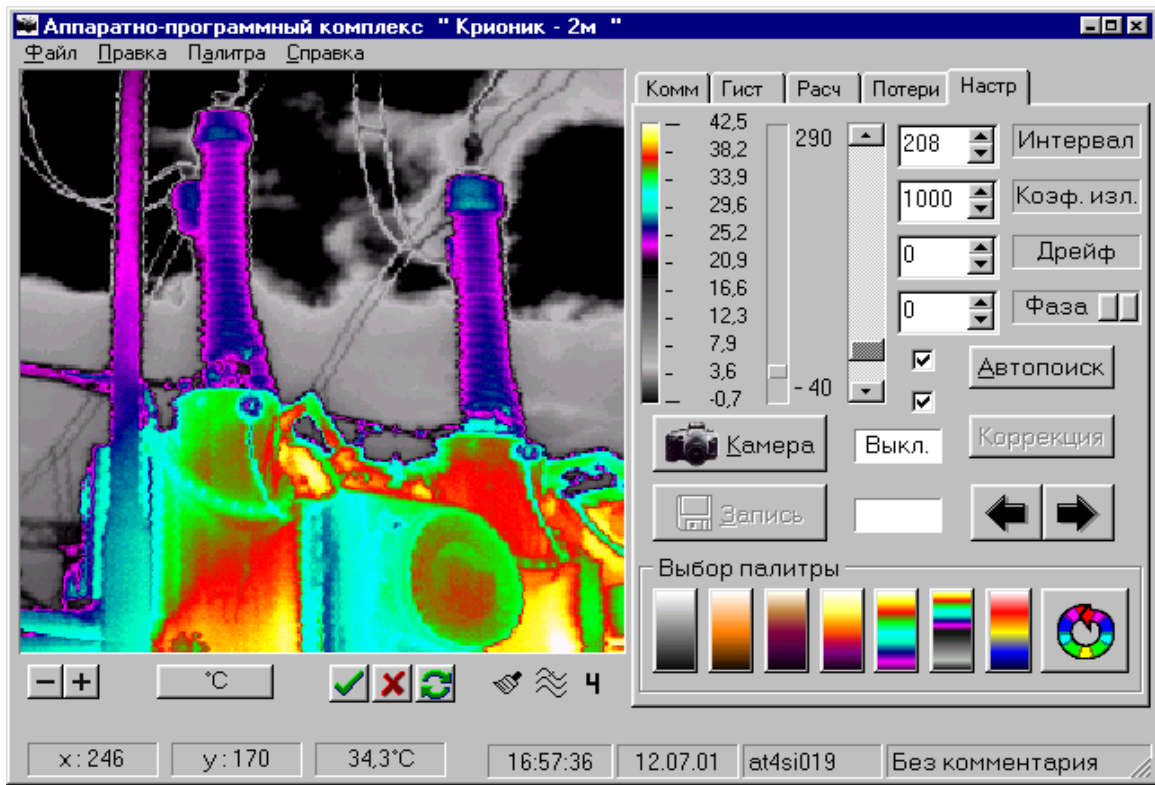 Аппаратно-программный комплекс " Крионик - 2м "
Файл Правка Палитра Справка
Комм Гист Расч Потери Настр
42,5
38,2
33,9
29,6
25,2
20,9
16,6
12,3
7,9
3,6
-0,7
290
- 40
208 Интервал
1000 Коэф. изл.
0 Дрейф
0 Фаза
Автопоиск
Камера Выкл. Коррекция
Запись
Выбор палитры
− + °C Ч
x : 246 y : 170 34,3°C 16:57:36 12.07.01 at4si019 Без комментария